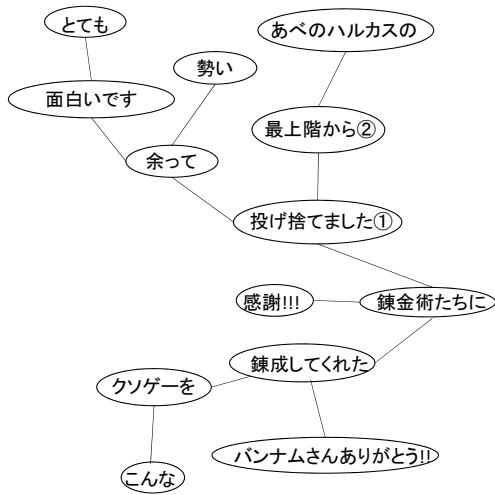 とても
あべのハルカスの
勢い
面白いです
最上階から②
余って
投げ捨てました①
感謝!!!
錬金術たちに
錬成してくれた
クソゲーを
バンナムさんありがとう!!
こんな